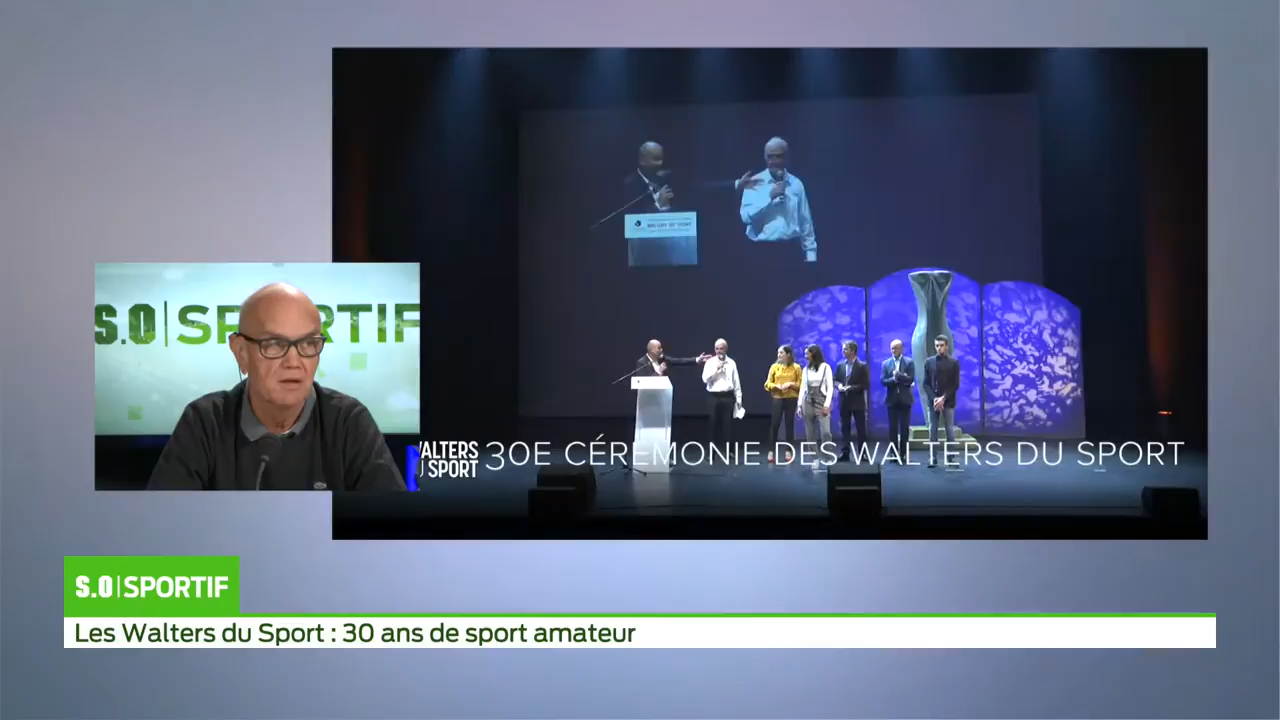 S.O SPORTIF
WALTERS
DU SPORT
30E CÉRÉMONIE DES WALTERS DU SPORT
S.O SPORTIF
Les Walters du Sport : 30 ans de sport amateur